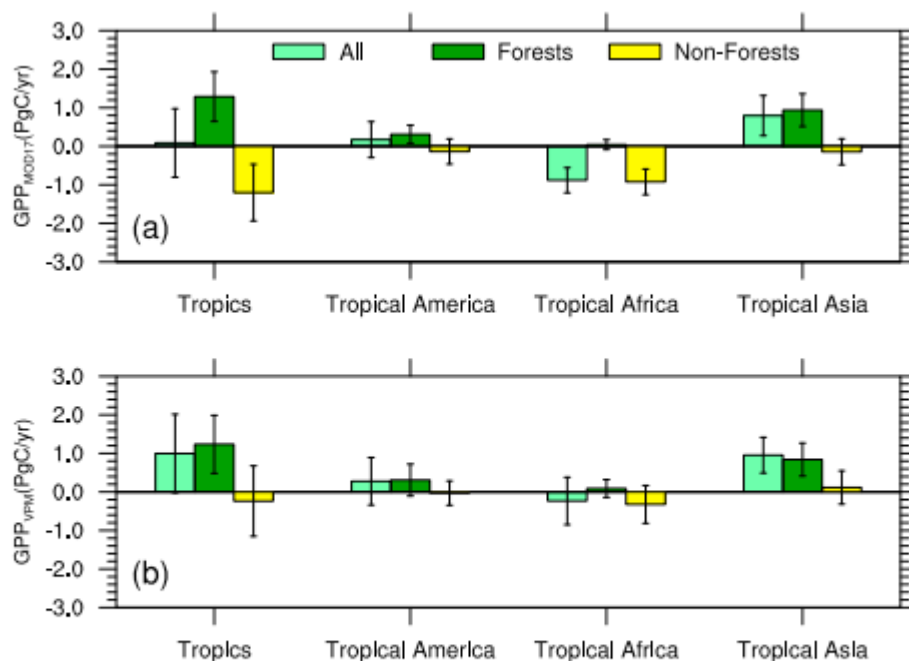 3.0
All Forests Non-Forests
2.0
1.0
0.0
-1.0
-2.0
-3.0
GPP_MOD17(PgC/yr)
(a)
Tropics Tropical America Tropical Africa Tropical Asia
3.0
2.0
1.0
0.0
-1.0
-2.0
-3.0
GPP_VPM(PgC/yr)
(b)
Tropics Tropical America Tropical Africa Tropical Asia